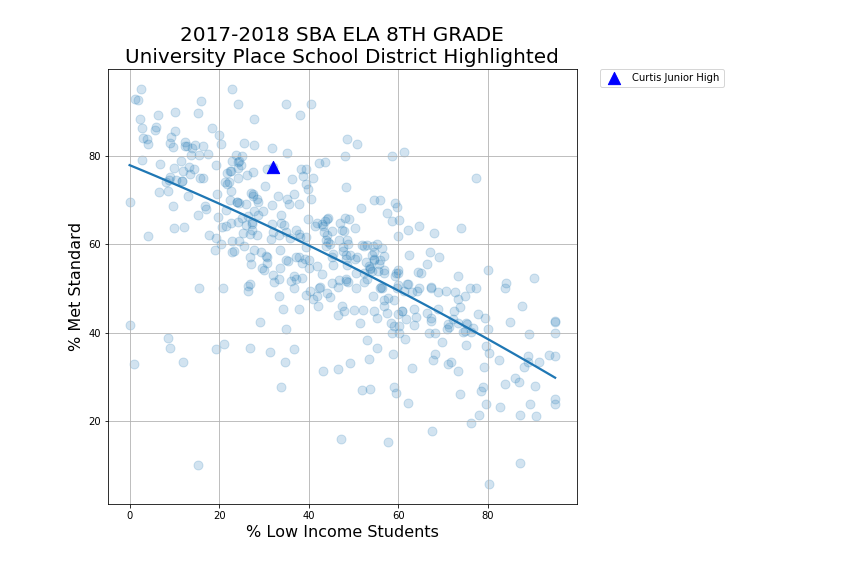 2017-2018 SBA ELA 8TH GRADE
University Place School District Highlighted
Curtis Junior High
% Met Standard
80
60
40
20
0 20 40 60 80
% Low Income Students